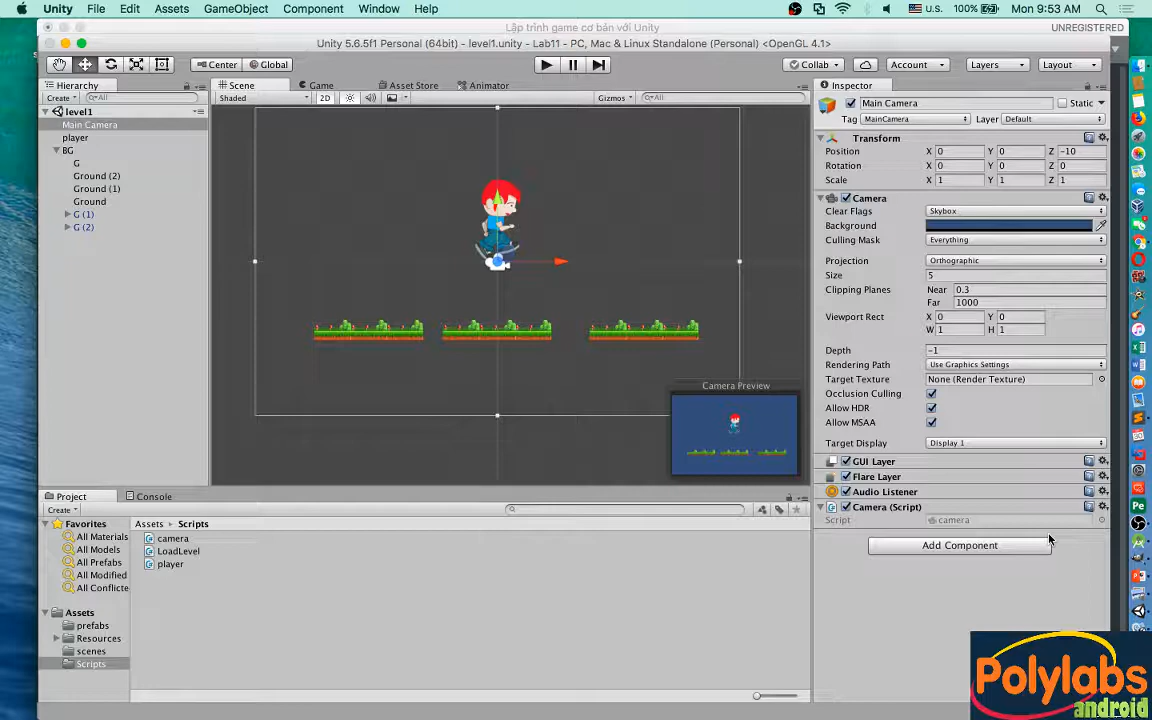 Unity File Edit Assets GameObject Component Window Help U.S. 100% Mon 9:53 AM
Lập trình game cơ bản với Unity UNREGISTERED
Unity 5.6.5f1 Personal (64bit) - level1.unity - Lab11 - PC, Mac & Linux Standalone (Personal) <OpenGL 4.1>
Center Global Collab Account Layers Layout
Hierarchy Scene Game Asset Store Animator Inspector
Create All Shaded 2D Gizmos All Main Camera Static
level1 Tag MainCamera Layer Default
Main Camera
player Transform
BG Position X 0 Y 0 Z -10
G Rotation X 0 Y 0 Z 0
Ground (2) Scale X 1 Y 1 Z 1
Ground (1) Camera
Ground Clear Flags Skybox
G (1) Background
G (2) Culling Mask Everything
Projection Orthographic
Size 5
Clipping Planes Near 0.3
Far 1000
Viewport Rect X 0 Y 0
W 1 H 1
Depth -1
Rendering Path Use Graphics Settings
Camera Preview Target Texture None (Render Texture)
Occlusion Culling
Allow HDR
Allow MSAA
Target Display Display 1
GUI Layer
Flare Layer
Audio Listener
Camera (Script)
Script camera
Add Component
Project Console
Create
Favorites Assets Scripts
All Materials camera
All Models LoadLevel
All Prefabs player
All Modified
All Conflicte
Assets
prefabs
Resources
scenes
Scripts
Polylabs
android